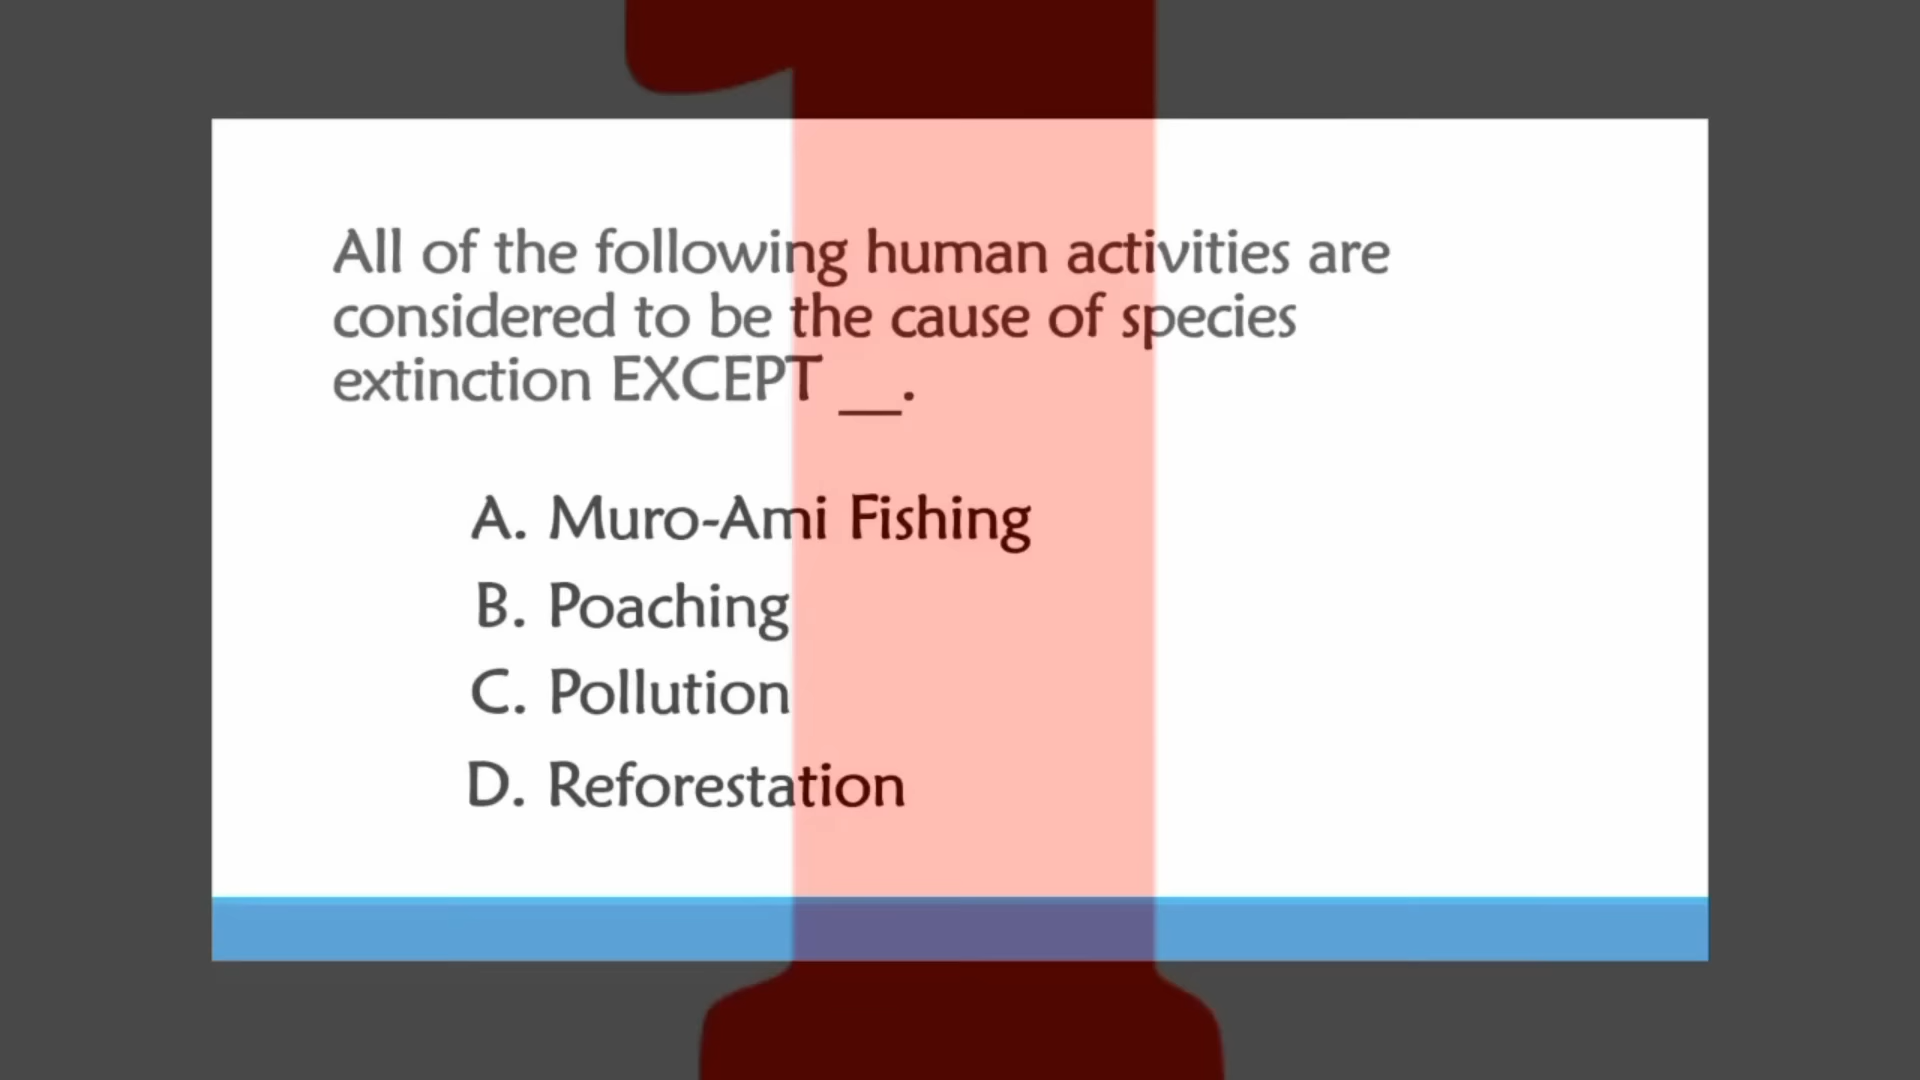 All of the following human activities are
considered to be the cause of species
extinction EXCEPT __.
A. Muro-Ami Fishing
B. Poaching
C. Pollution
D. Reforestation
1